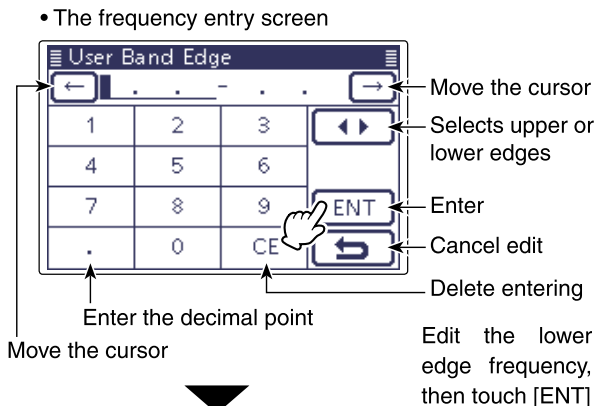 • The frequency entry screen
User Band Edge
← . . - . . →
Move the cursor
1 2 3 ◀ ▶
Selects upper or
lower edges
4 5 6
7 8 9 ENT
Enter
. 0 CE
Cancel edit
Delete entering
Enter the decimal point
Move the cursor
Edit the lower
edge frequency,
then touch [ENT]